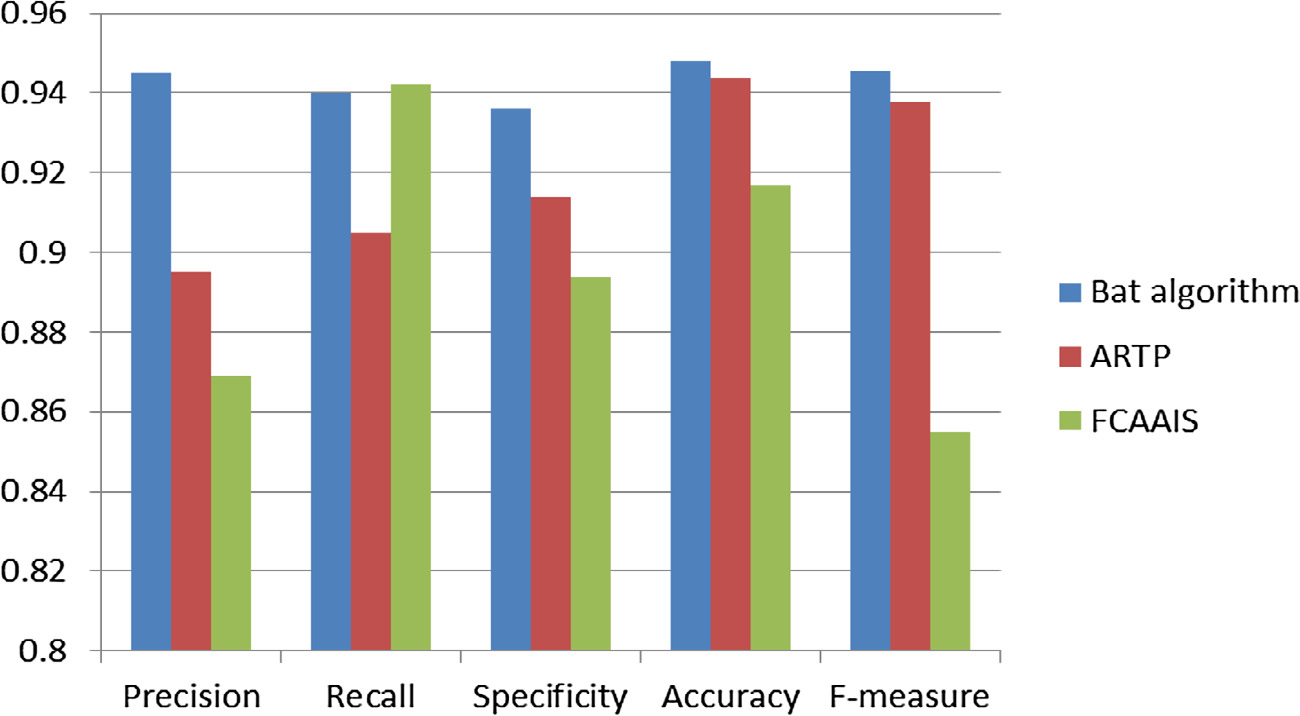 0.96
0.94
0.92
0.9
0.88
0.86
0.84
0.82
0.8
Precision Recall Specificity Accuracy F-measure
Bat algorithm
ARTP
FCAAIS